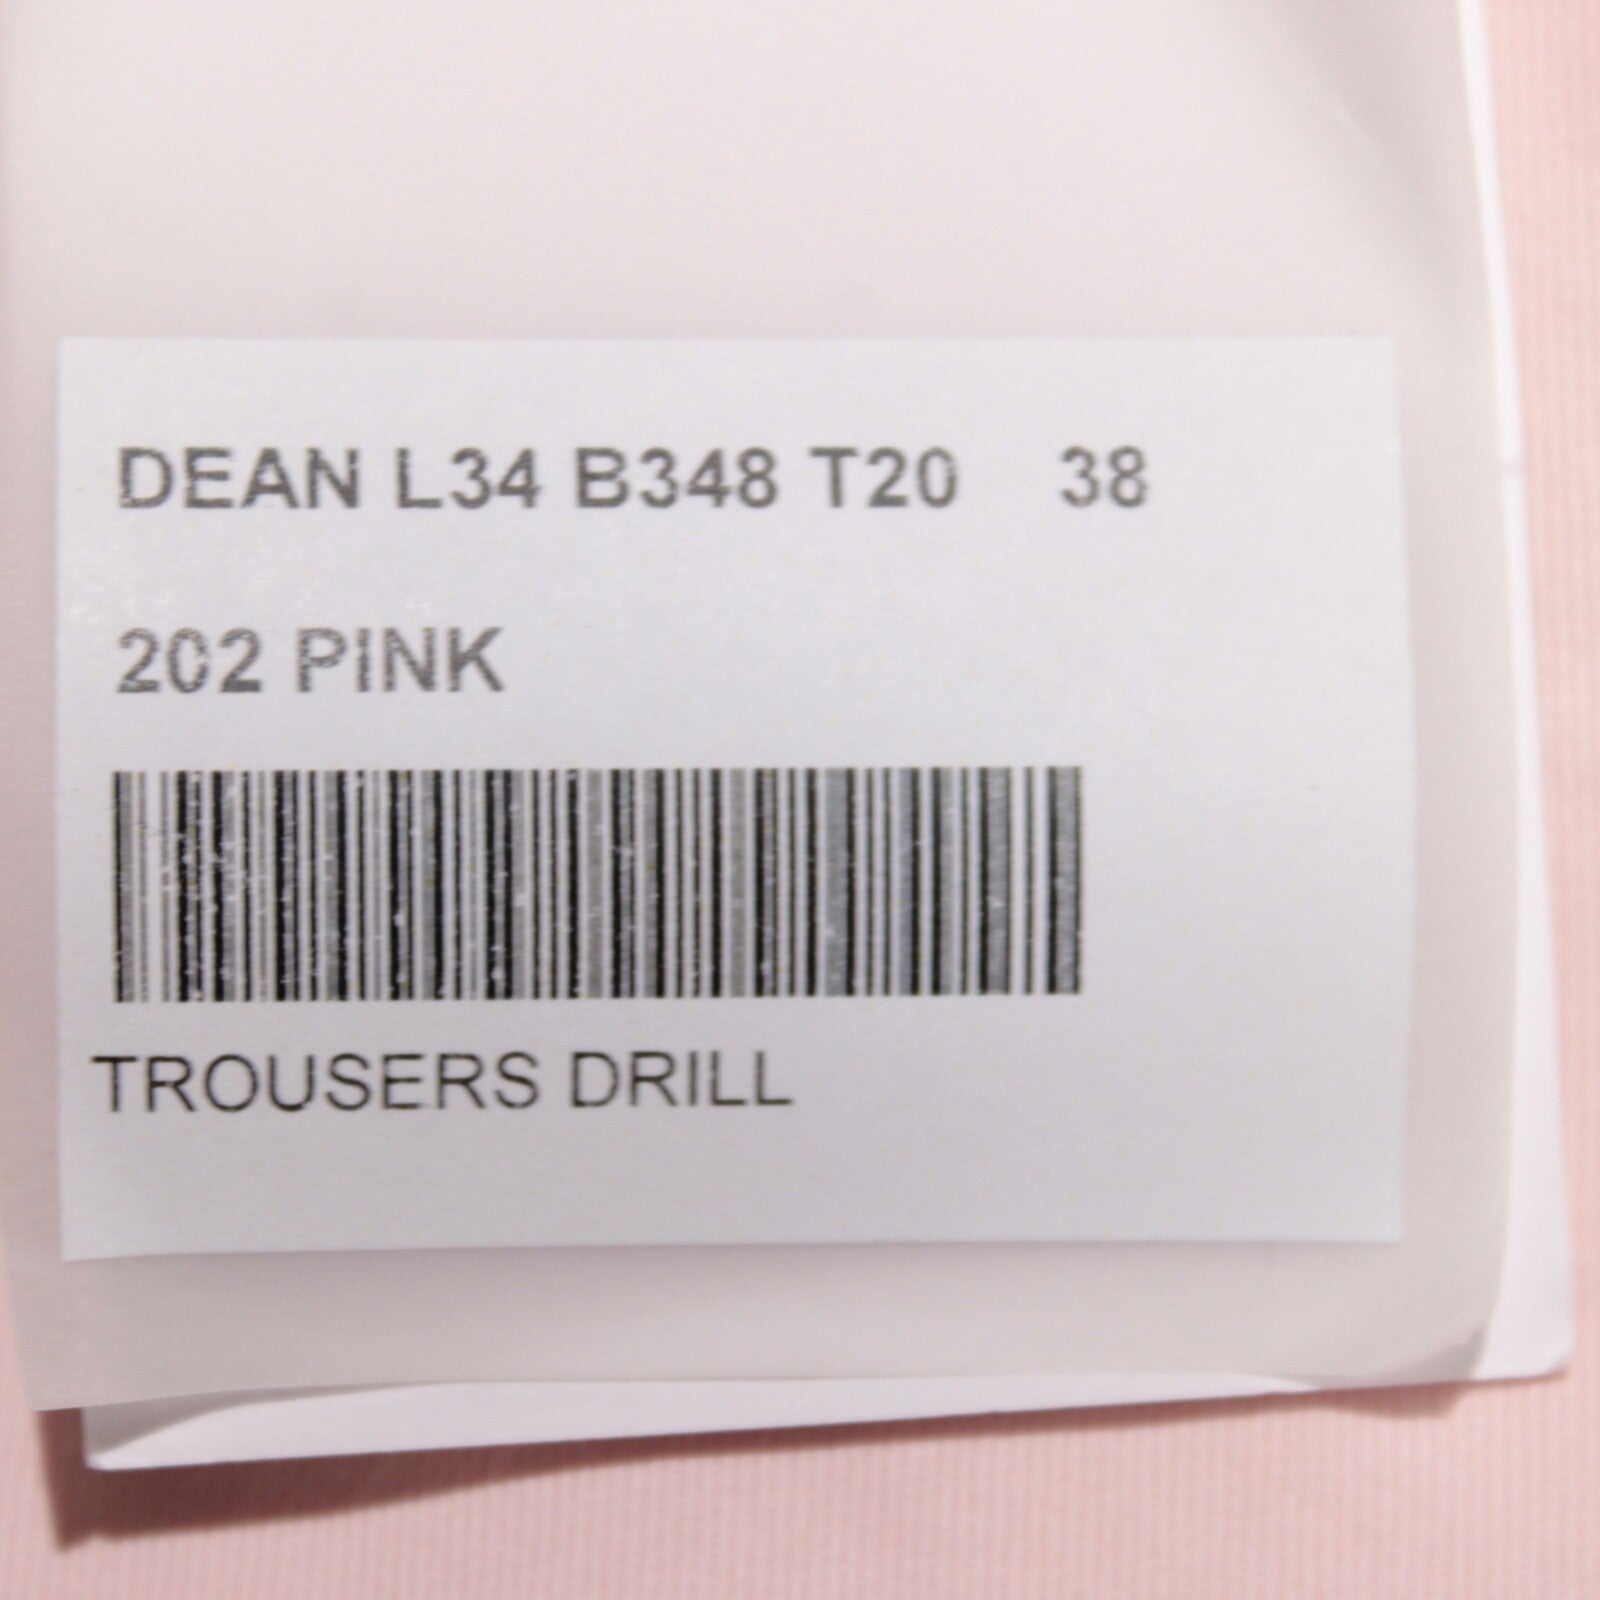 DEAN L34 B348 T20 38
202 PINK
TROUSERS DRILL